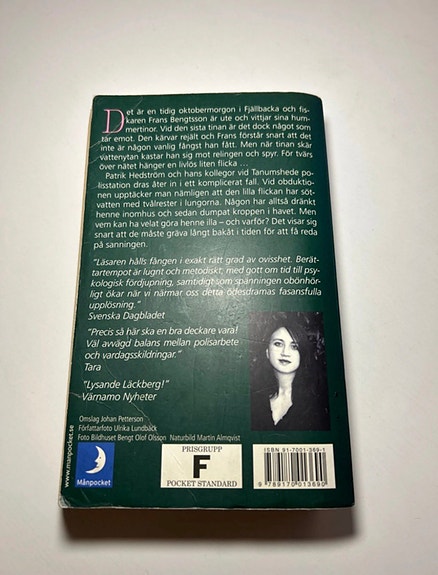 Det är en tidig oktobermorgon i Fjällbacka och fis-
karen Frans Bengtsson är ute och vittjar sina hum-
mertinor. Vid den sista tinan är det dock något som
tar emot. Den kärvar rejält och Frans förstår snart att det
inte är någon vanlig fångst han fått. Men när tinan skär
vattenytan kastar han sig mot relingen och spyr. För tvärs
över nätet hänger en livlös liten flicka ...
Patrik Hedström och hans kollegor vid Tanumshede po-
lisstation dras åter in i ett komplicerat fall. Vid obduktio-
nen upptäcker man nämligen att den lilla flickan har söt-
vatten med tvålrester i lungorna. Någon har alltså dränkt
henne inomhus och sedan dumpat kroppen i havet. Men
vem kan ha velat göra henne illa – och varför? Det visar sig
snart att de måste gräva långt bakåt i tiden för att få reda
på sanningen.
"Läsaren hålls fången i exakt rätt grad av ovisshet. Berät-
tartempot är lugnt och metodiskt, med gott om tid till psy-
kologisk fördjupning, samtidigt som spänningen obönhör-
ligt ökar när vi närmar oss detta ödesdramas fasansfulla
upplösning."
Svenska Dagbladet
"Precis så här ska en bra deckare vara!
Väl avvägd balans mellan polisarbete
och vardagsskildringar."
Tara
"Lysande Läckberg!"
Värnamo Nyheter
Omslag Johan Petterson
Författarfoto Ulrika Lundbäck
Foto Bildhuset Bengt Olof Olsson Naturbild Martin Almqvist
www.manpocket.se
Månpocket
PRISGRUPP
F
POCKET STANDARD
ISBN 91-7001-369-1
9 789170 013690